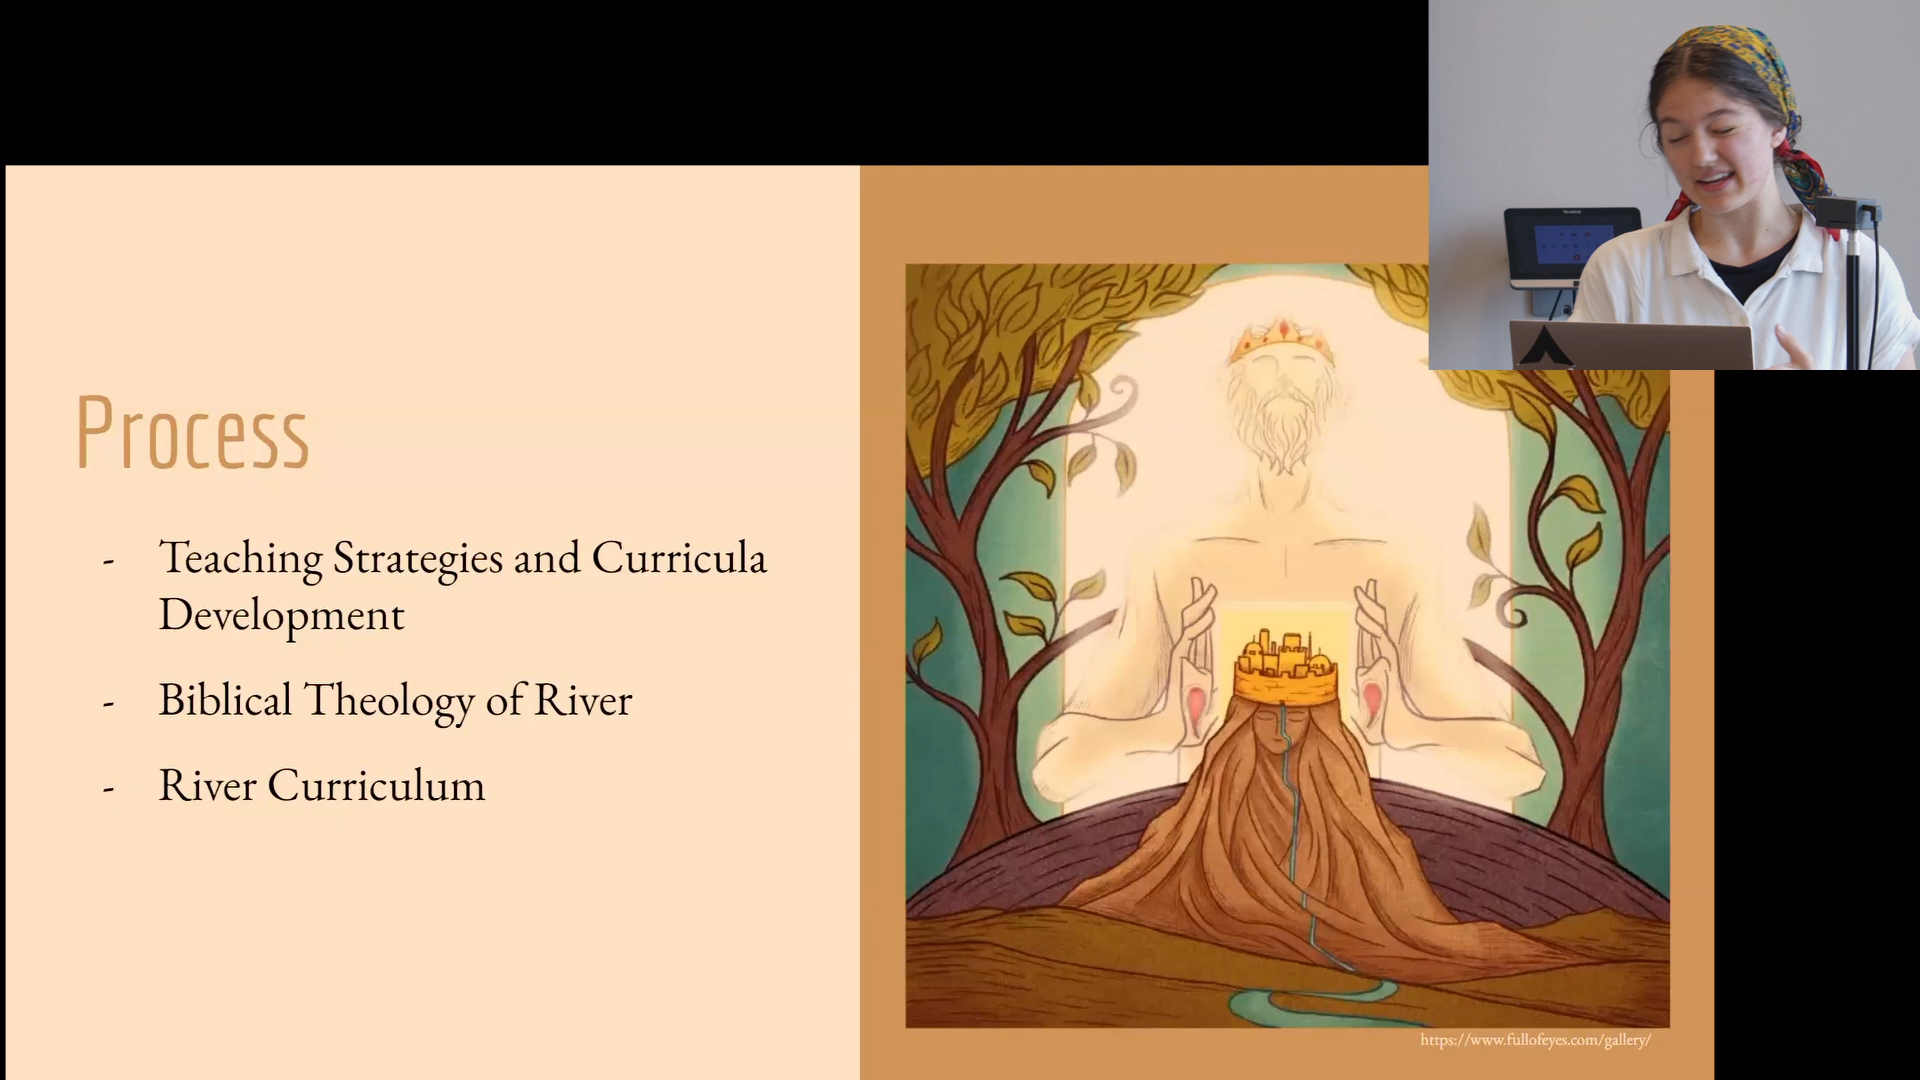 Process
- Teaching Strategies and Curricula
Development
- Biblical Theology of River
- River Curriculum
https://www.fullofeyes.com/gallery/